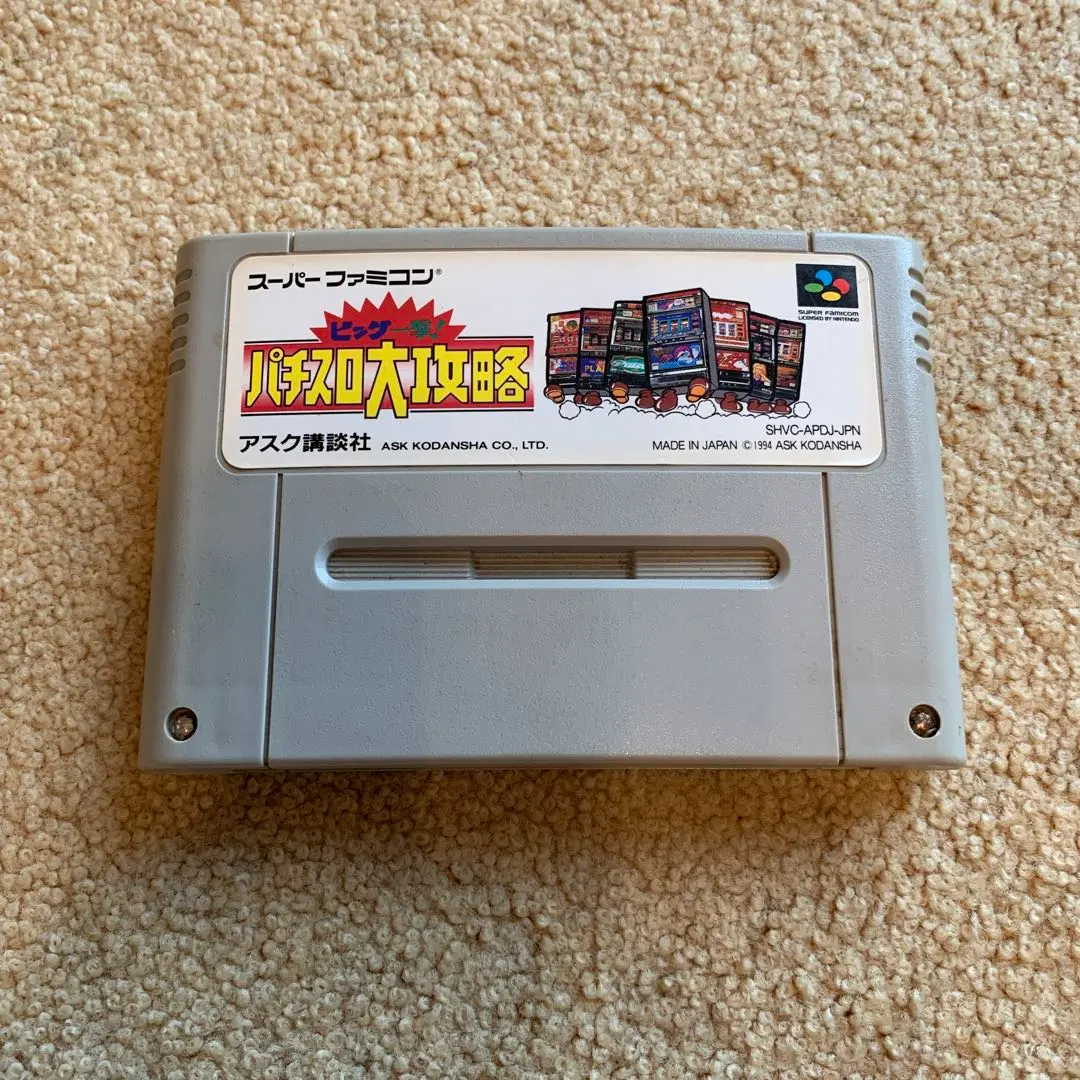 スーパーファミコン®
ビッグ一撃!
パチスロ大攻略
アスク講談社 ASK KODANSHA CO., LTD.
SUPER FAMICOM
LICENSED BY NINTENDO
SHVC-APDJ-JPN
MADE IN JAPAN ©1994 ASK KODANSHA
PLA